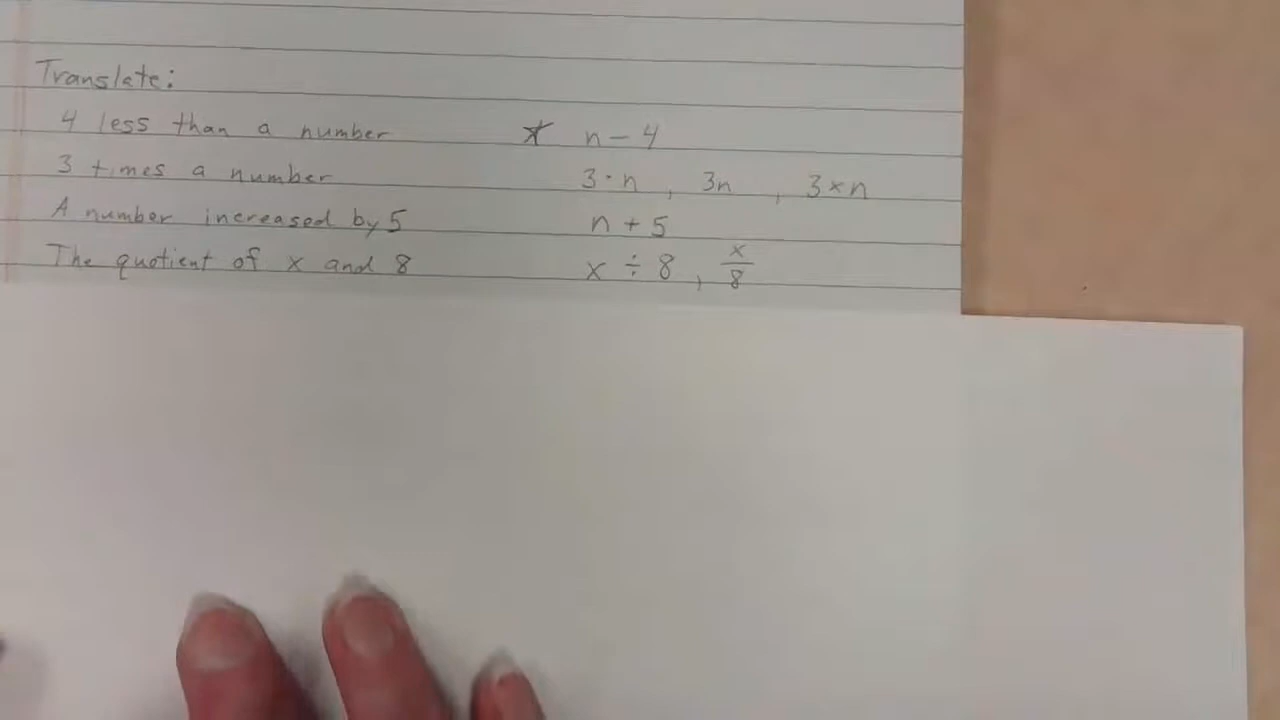 Translate:
4 less than a number * n - 4
3 times a number 3 · n , 3n , 3 × n
A number increased by 5 n + 5
The quotient of x and 8 x ÷ 8 , x/8